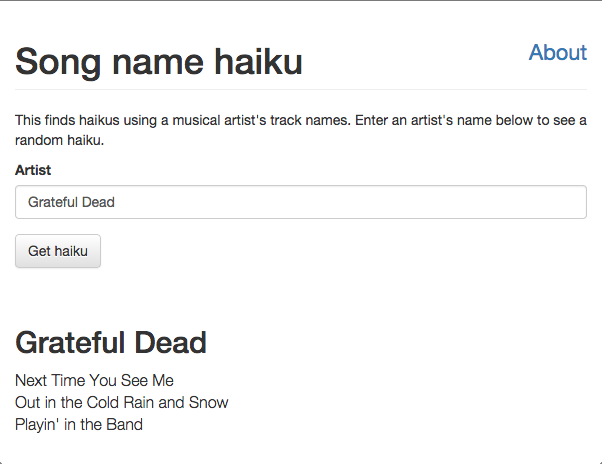 Song name haiku
About
This finds haikus using a musical artist's track names. Enter an artist's name below to see a
random haiku.
Artist
Grateful Dead
Get haiku
Grateful Dead
Next Time You See Me
Out in the Cold Rain and Snow
Playin' in the Band